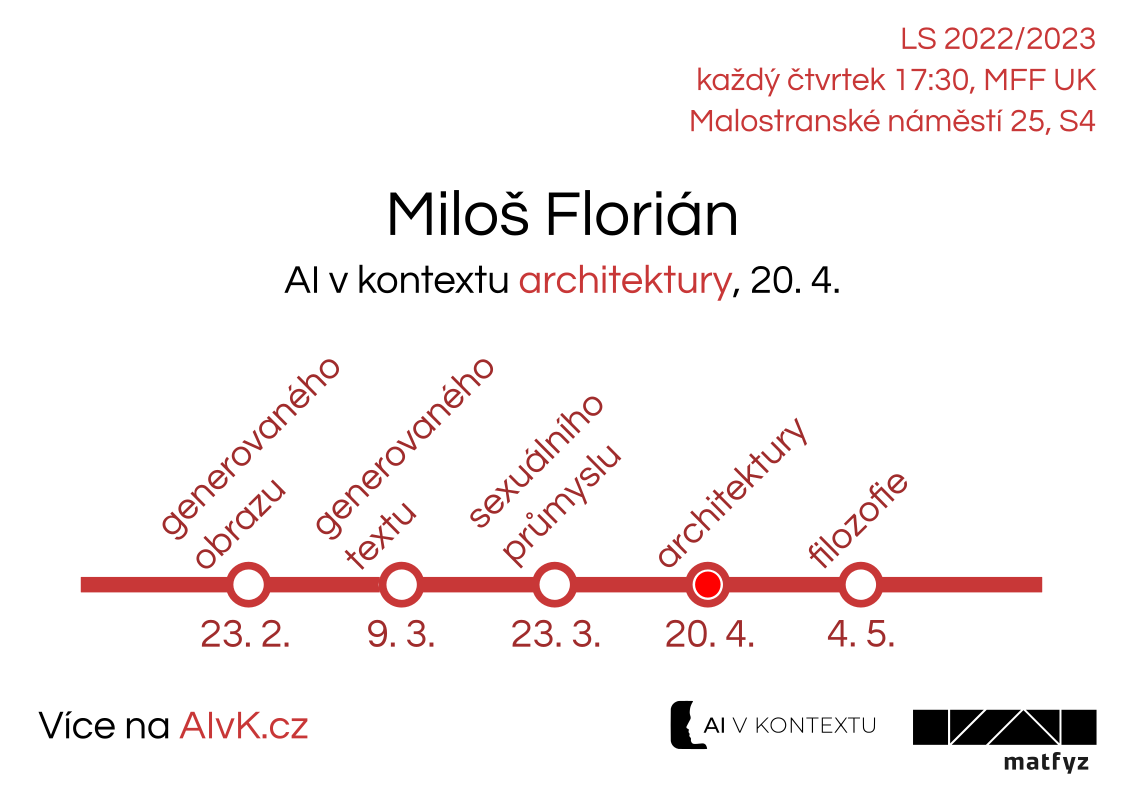 LS 2022/2023
každý čtvrtek 17:30, MFF UK
Malostranské náměstí 25, S4
Miloš Florián
AI v kontextu architektury, 20. 4.
generovaného
obrazu
generovaného
textu
sexuálního
průmyslu
architektury
filozofie
23. 2.
9. 3.
23. 3.
20. 4.
4. 5.
Více na AIvK.cz
AI V KONTEXTU
matfyz